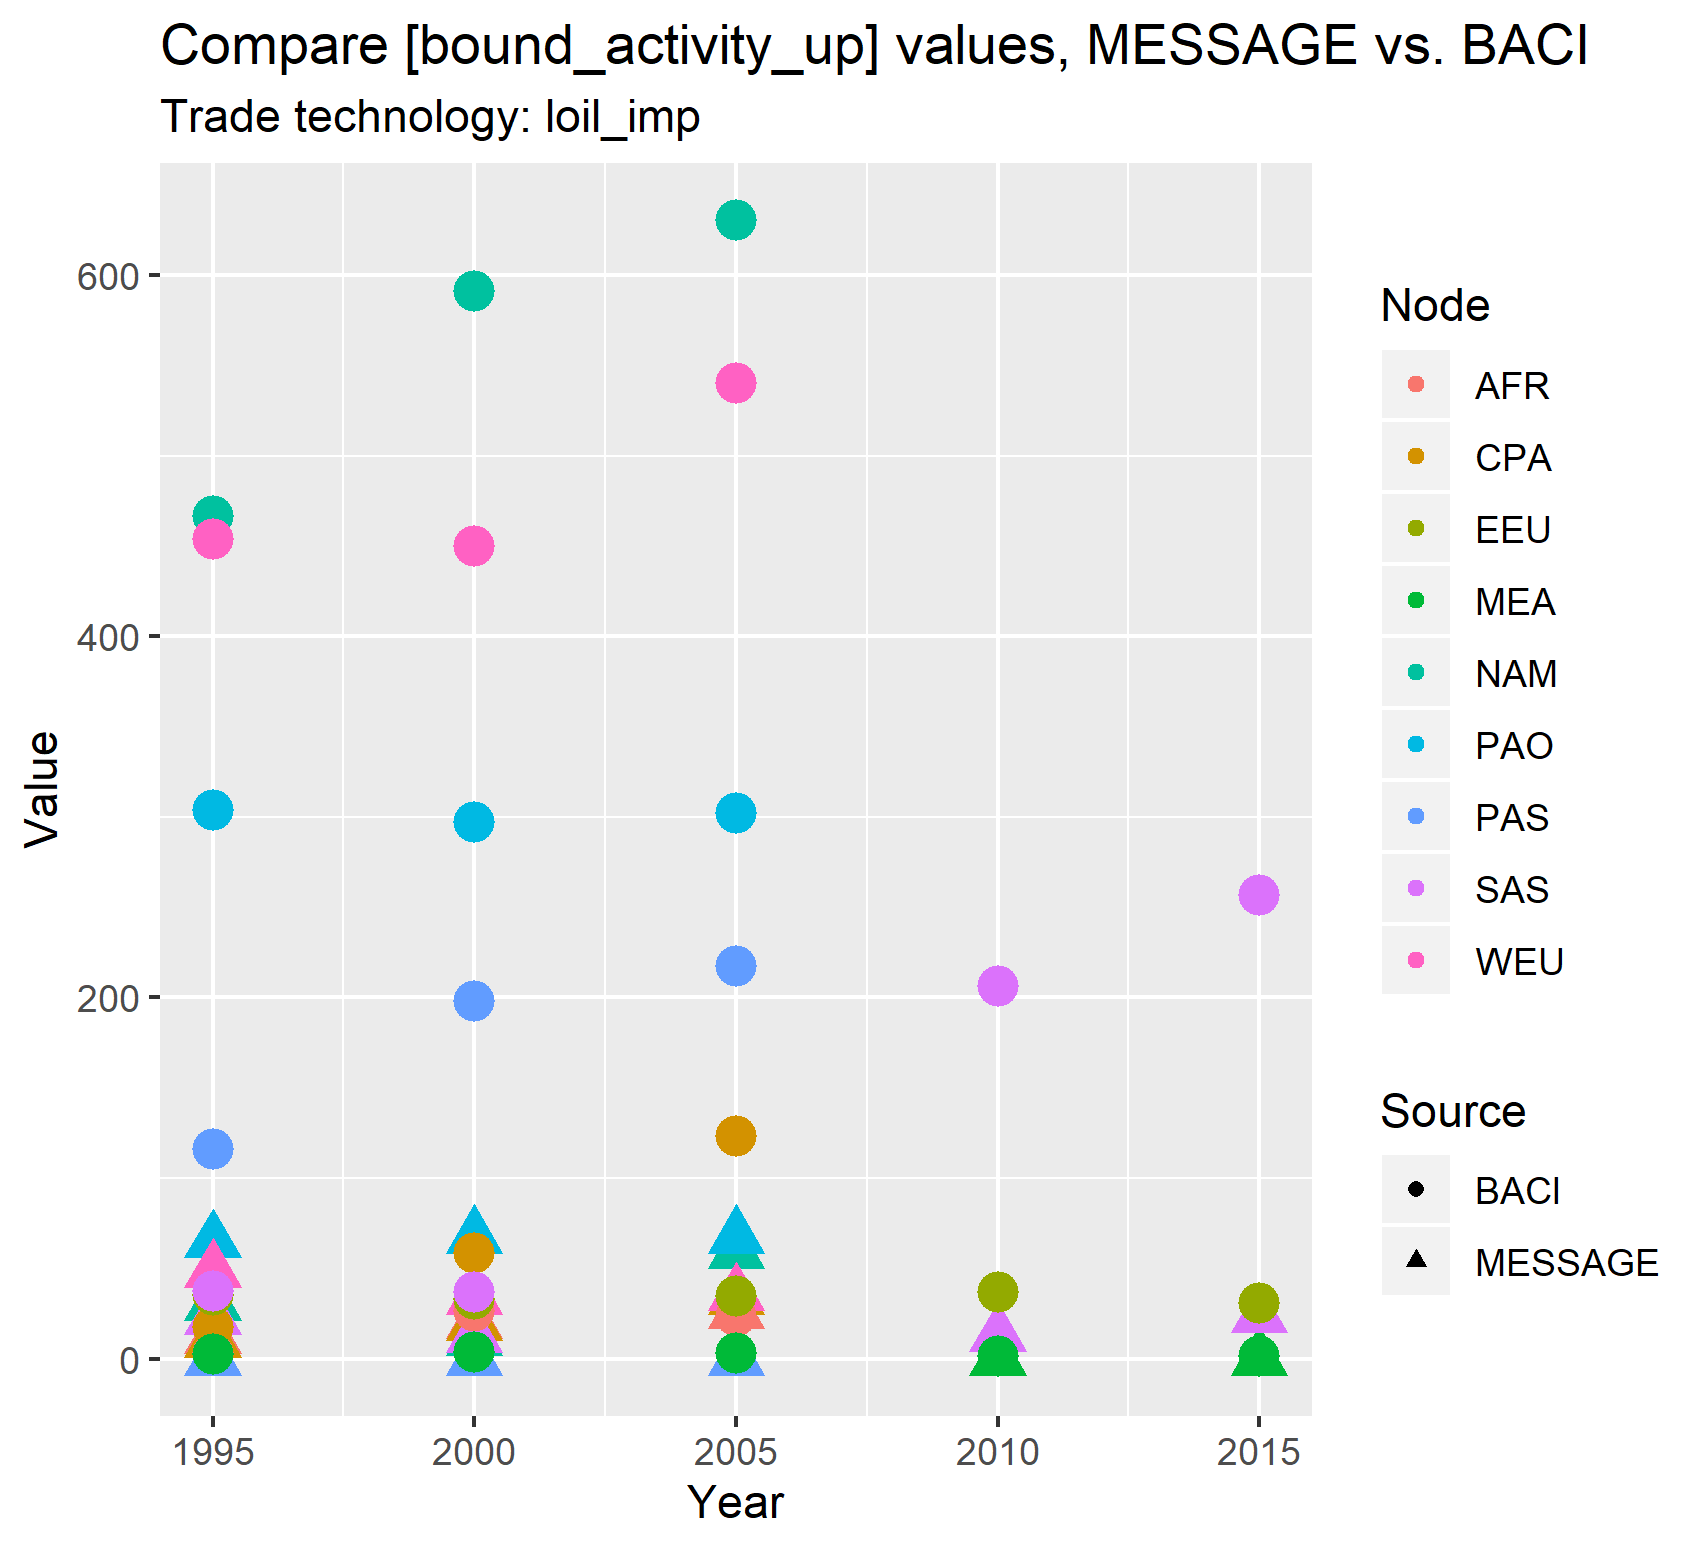 Compare [bound_activity_up] values, MESSAGE vs. BACI
Trade technology: loil_imp
600
400
200
0
Value
1995
2000
2005
2010
2015
Year
Node
AFR
CPA
EEU
MEA
NAM
PAO
PAS
SAS
WEU
Source
BACI
MESSAGE